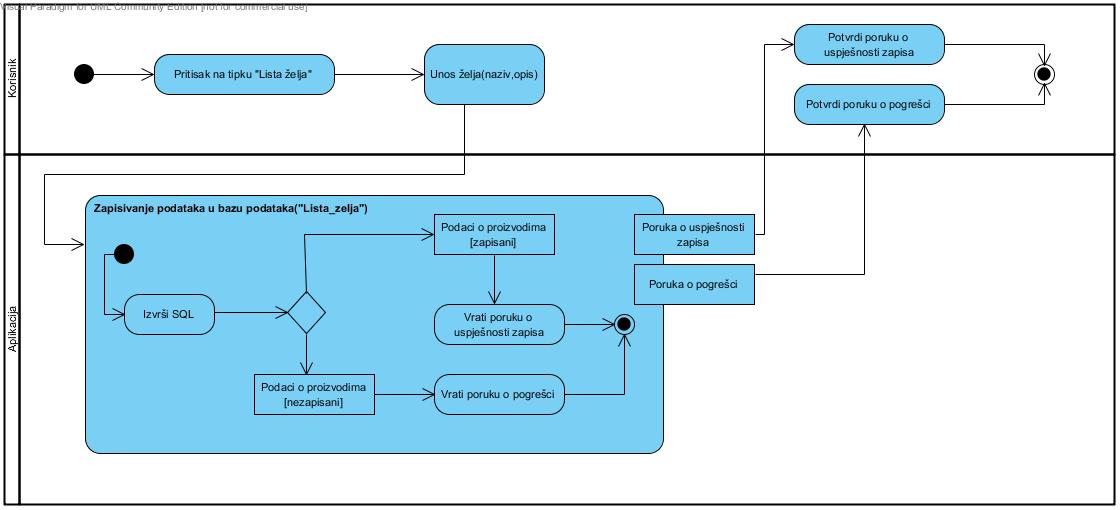 Visual Paradigm for UML Community Edition [not for commercial use]
Korisnik
Pritisak na tipku "Lista želja"
Unos želja(naziv,opis)
Potvrdi poruku o
uspješnosti zapisa
Potvrdi poruku o pogrešci
Aplikacija
Zapisivanje podataka u bazu podataka("Lista_zelja")
Podaci o proizvodima
[zapisani]
Poruka o uspješnosti
zapisa
Poruka o pogrešci
Izvrši SQL
Vrati poruku o
uspješnosti zapisa
Podaci o proizvodima
[nezapisani]
Vrati poruku o pogrešci